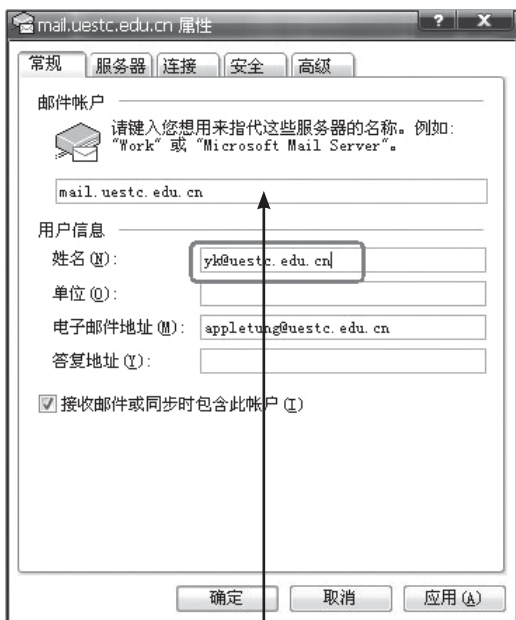 mail.uestc.edu.cn 属性
常规 服务器 连接 安全 高级
邮件帐户
请键入您想用来指代这些服务器的名称。例如:
"Work" 或 "Microsoft Mail Server"。
mail.uestc.edu.cn
用户信息
姓名(N): yk@uestc.edu.cn
单位(O):
电子邮件地址(M): appletung@uestc.edu.cn
答复地址(Y):
接收邮件或同步时包含此帐户(I)
确定 取消 应用(A)